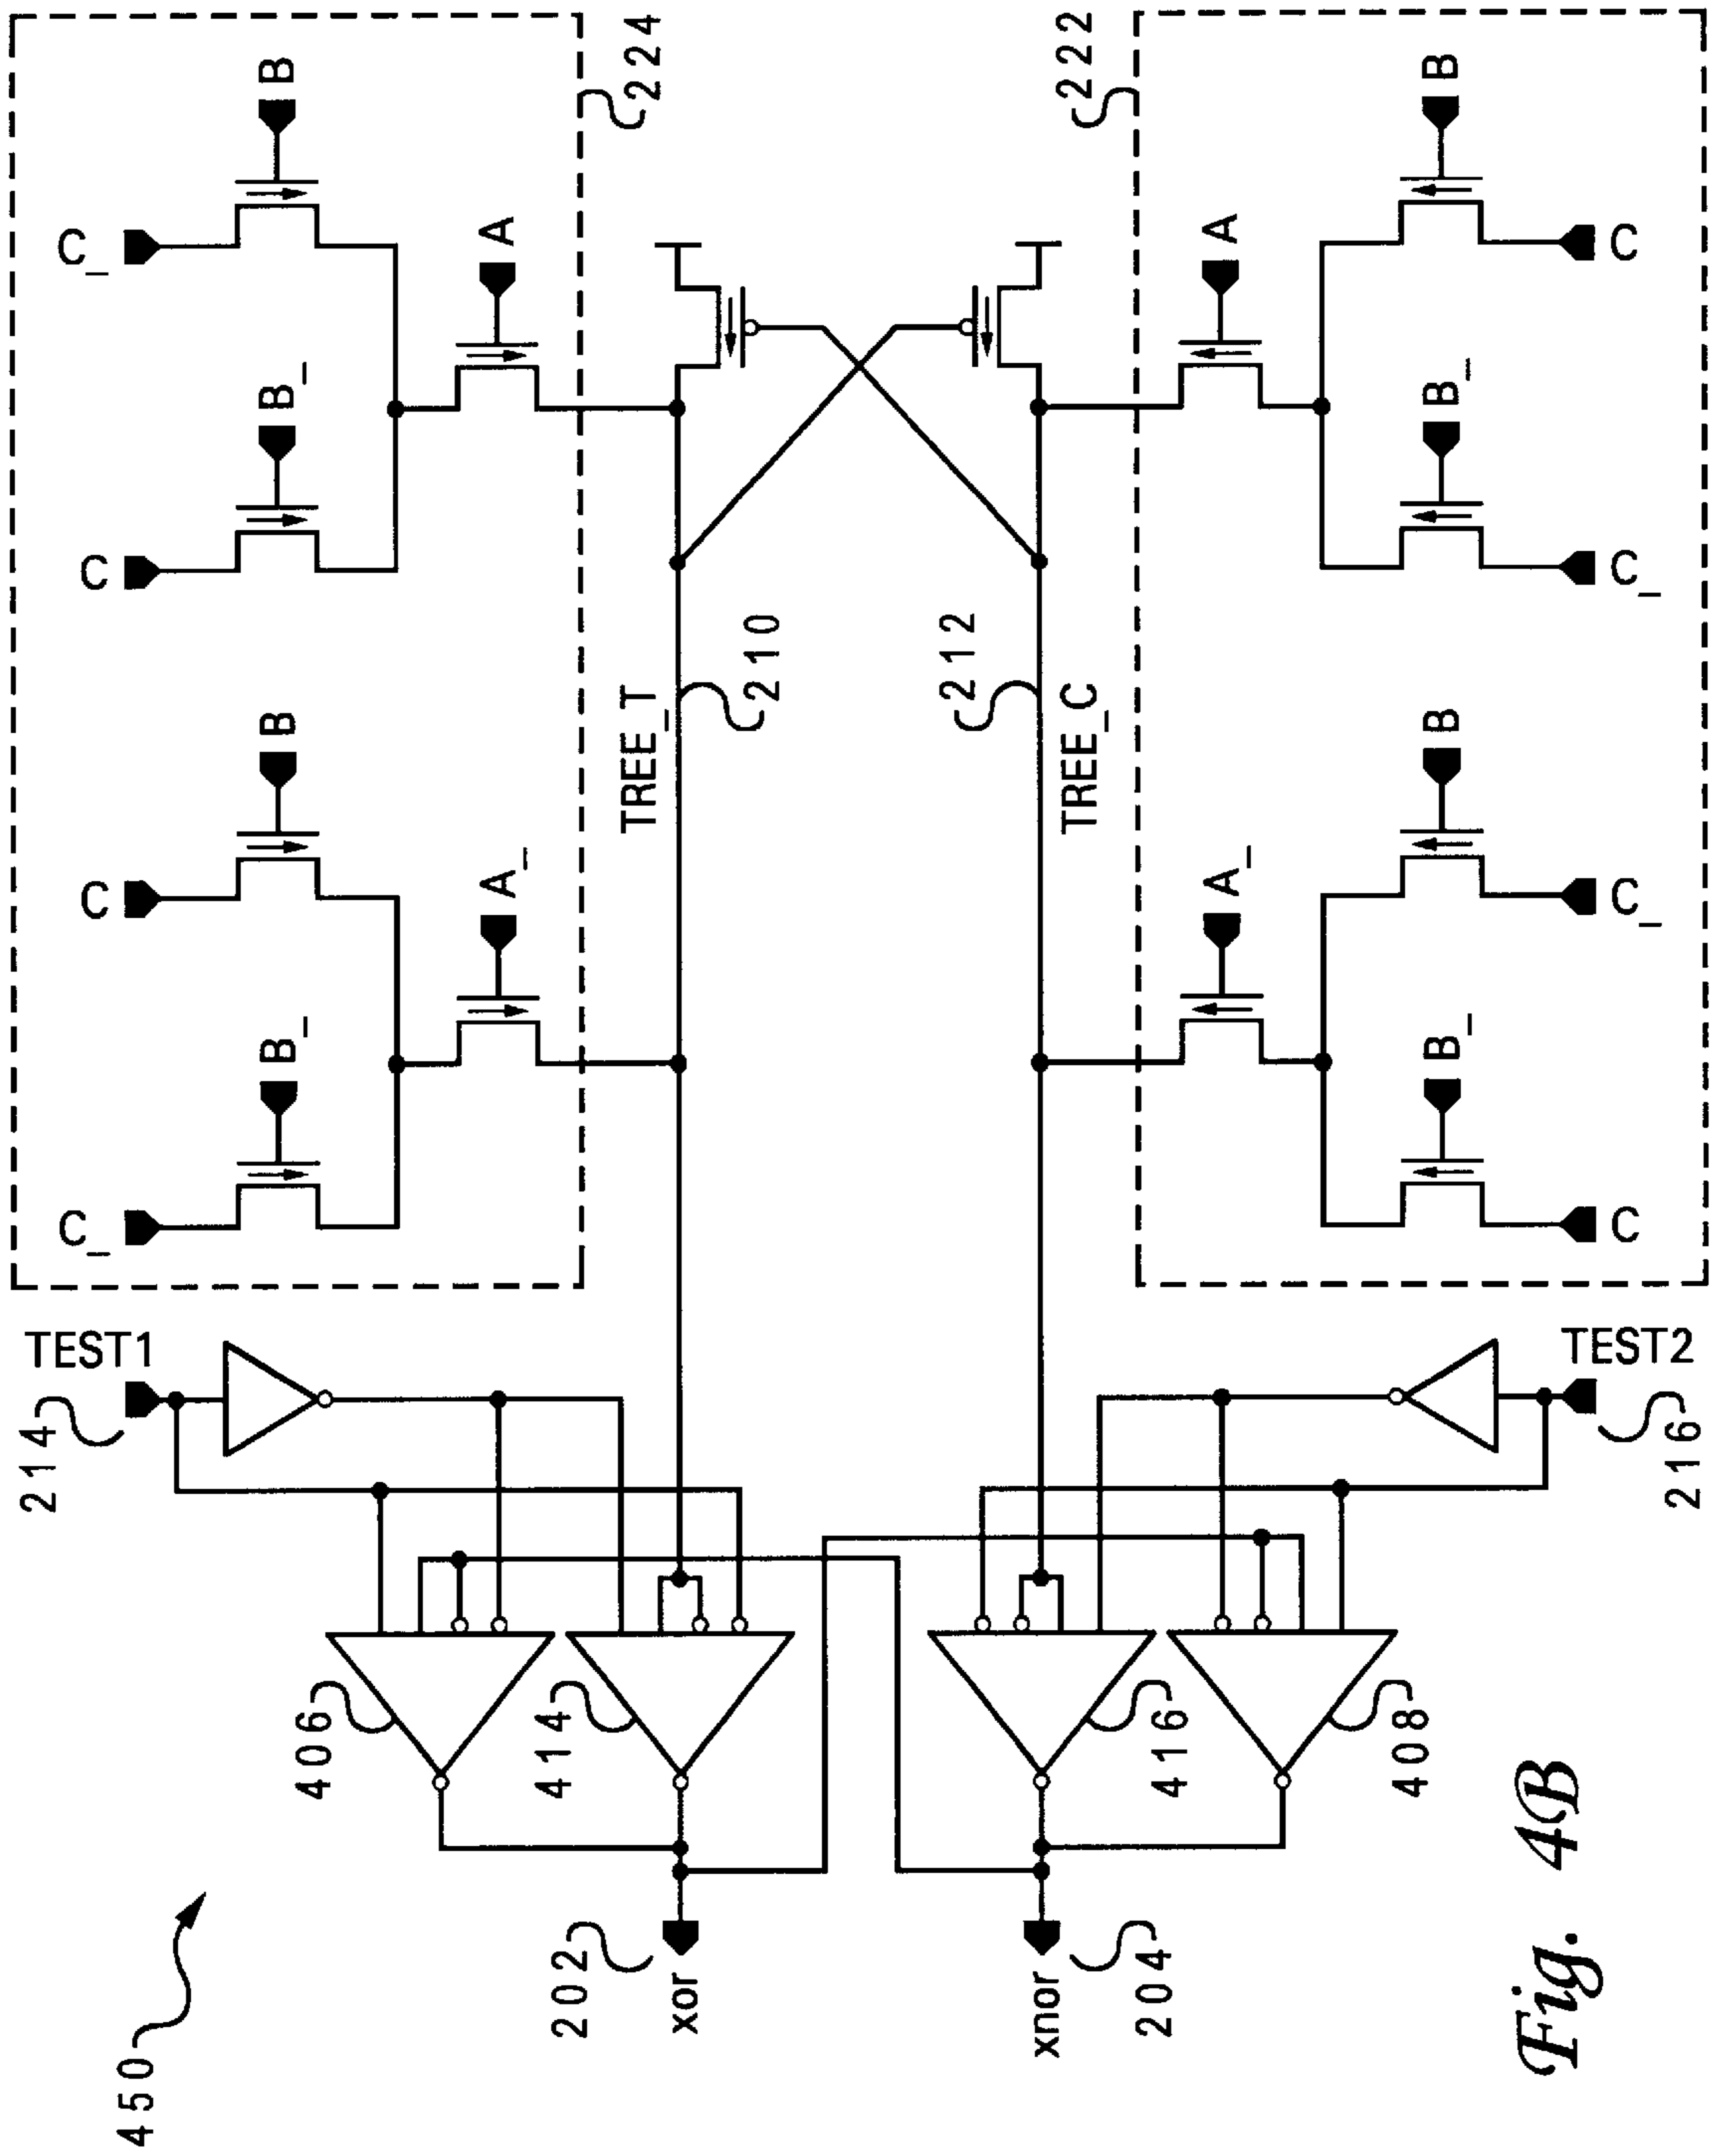 214
TEST1
C_
C
C
C_
450
B_
B
B_
B
406
A_
A
414
202
TREE_T
224
xor
210
212
xnor
TREE_C
222
204
416
A_
A
408
B_
B
B_
B
C
C_
C_
C
TEST2
216
Fig. 4B